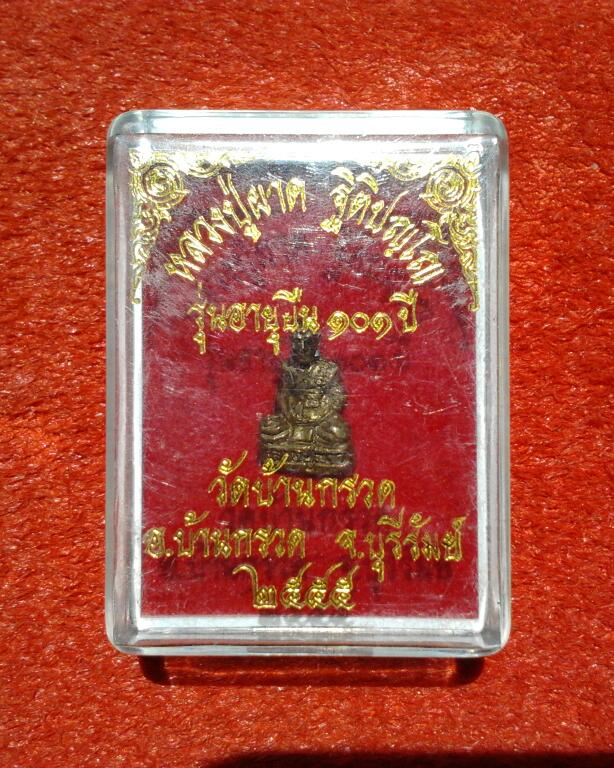 หลวงปู่ผาด ฐิติปญฺโญ
รุ่นอายุยืน ๑๐๑ ปี
วัดบ้านกรวด
อ.บ้านกรวด จ.บุรีรัมย์
๒๕๕๕